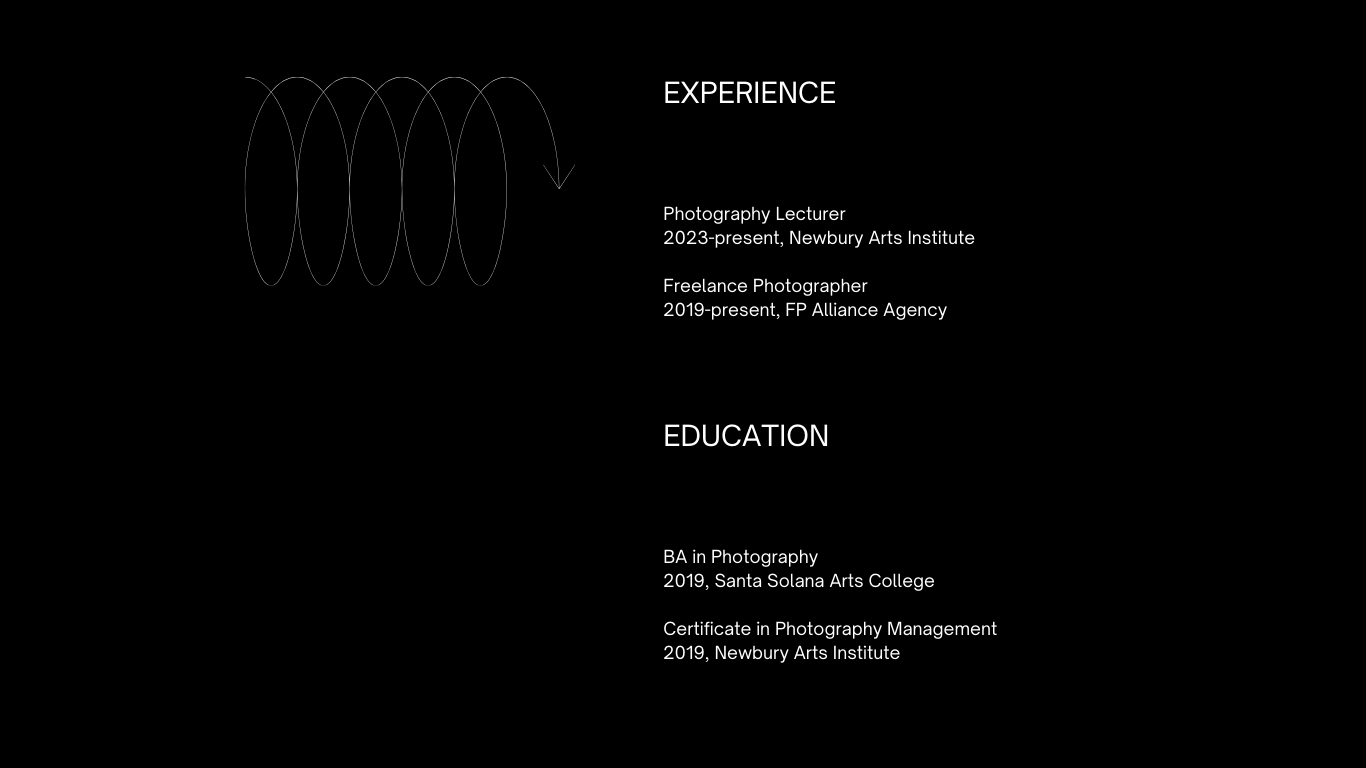 EXPERIENCE
Photography Lecturer
2023-present, Newbury Arts Institute
Freelance Photographer
2019-present, FP Alliance Agency
EDUCATION
BA in Photography
2019, Santa Solana Arts College
Certificate in Photography Management
2019, Newbury Arts Institute